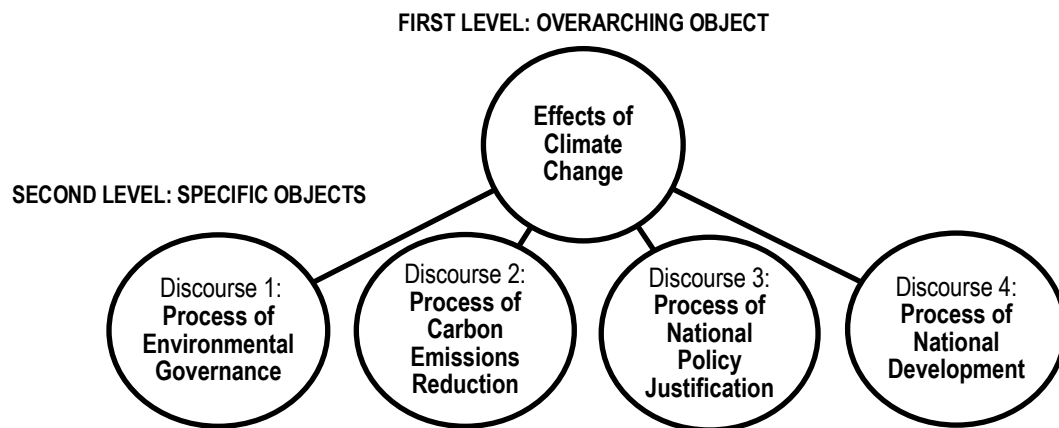 FIRST LEVEL: OVERARCHING OBJECT
Effects of
Climate
Change
SECOND LEVEL: SPECIFIC OBJECTS
Discourse 1:
Process of
Environmental
Governance
Discourse 2:
Process of
Carbon
Emissions
Reduction
Discourse 3:
Process of
National
Policy
Justification
Discourse 4:
Process of
National
Development